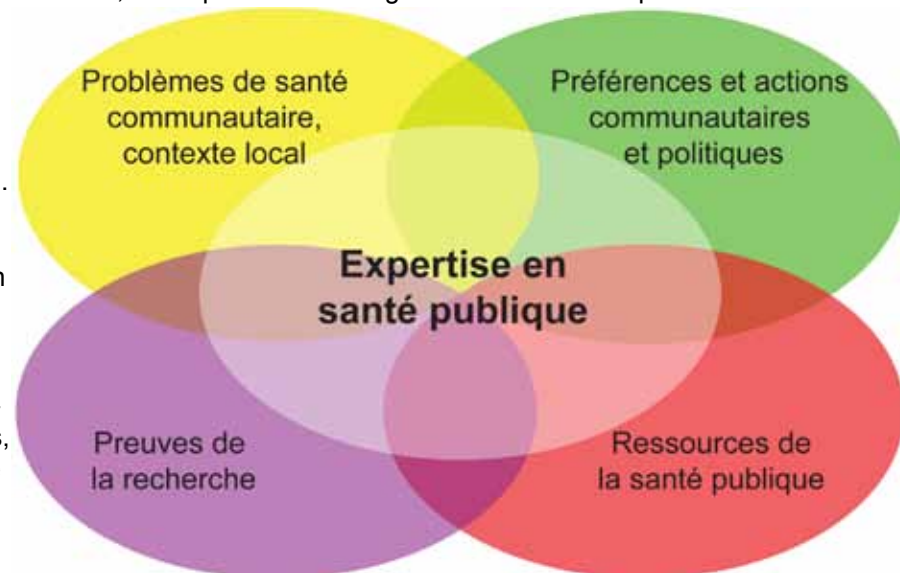 Problèmes de santé
communautaire,
contexte local
Préférences et actions
communautaires
et politiques
Expertise en
santé publique
Preuves de
la recherche
Ressources de
la santé publique